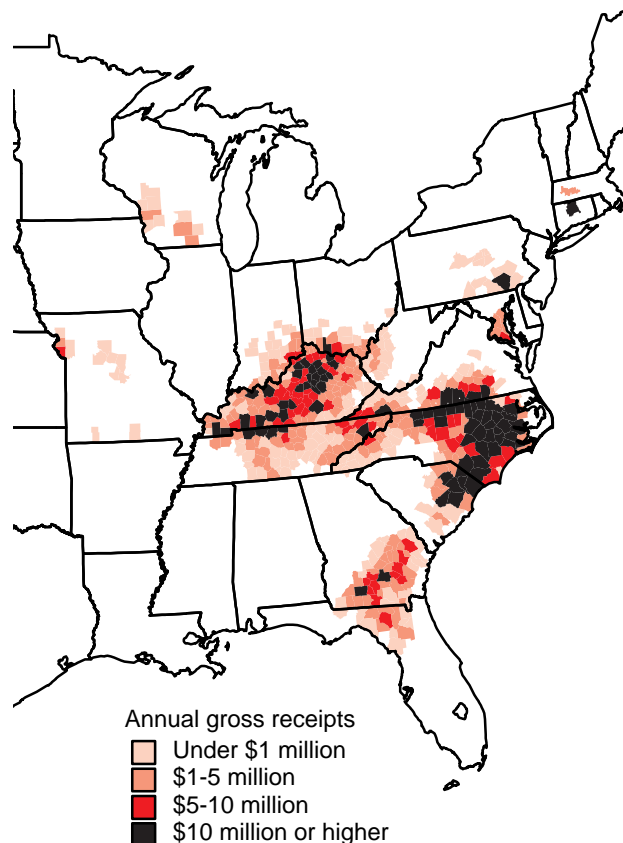 Annual gross receipts
Under $1 million
$1-5 million
$5-10 million
$10 million or higher